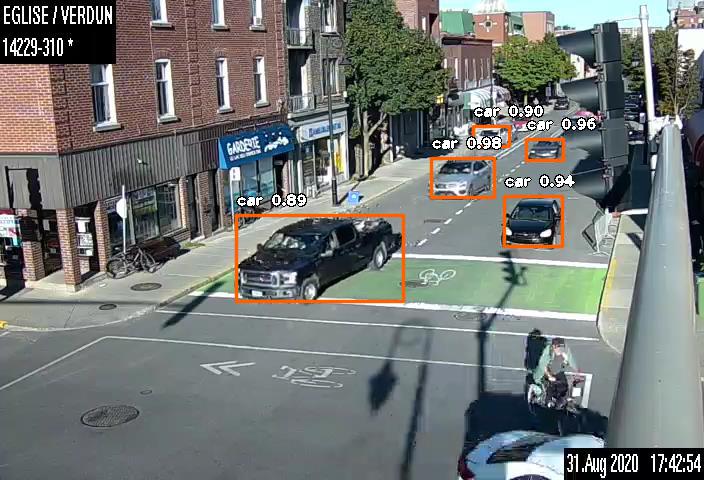 EGLISE / VERDUN
14229-310 *
car 0.90
car 0.96
car 0.98
car 0.94
car 0.89
GARDERIE
31.Aug 2020 17:42:54